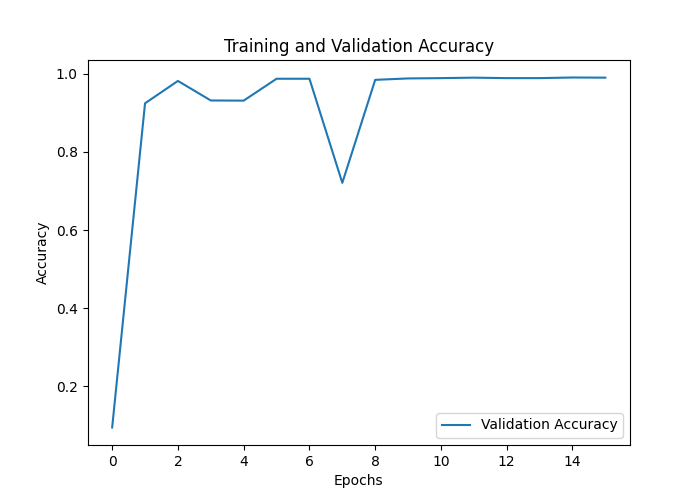 Training and Validation Accuracy
1.0
0.8
0.6
0.4
0.2
Accuracy
0 2 4 6 8 10 12 14
Epochs
Validation Accuracy